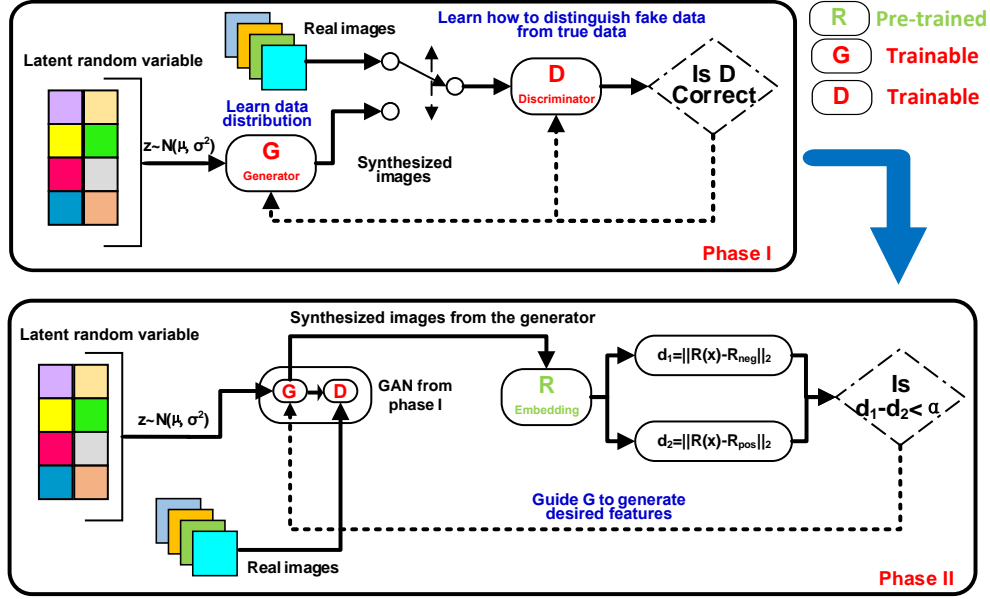 Real images
Learn how to distinguish fake data
from true data
R Pre-trained
G Trainable
D Trainable
Latent random variable
z~N(μ, σ²)
Learn data
distribution
G
Generator
Synthesized
images
D
Discriminator
Is D
Correct
Phase I
Latent random variable
z~N(μ, σ²)
Synthesized images from the generator
G
D
GAN from
phase I
R
Embedding
d₁=||R(x)-Rneg||₂
d₂=||R(x)-Rpos||₂
Is
d₁-d₂< α
Guide G to generate
desired features
Real images
Phase II